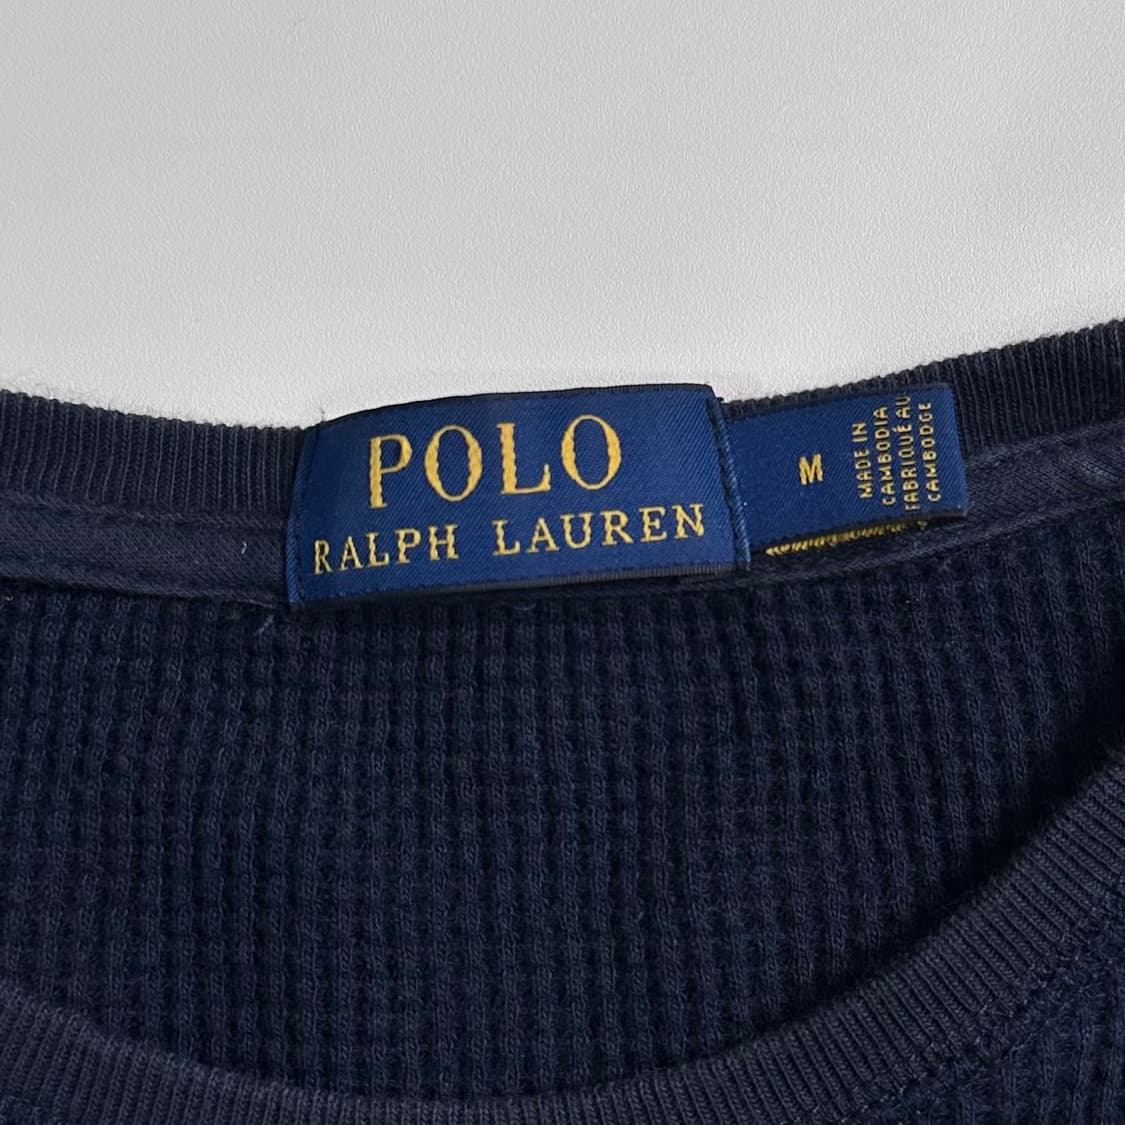 POLO
RALPH LAUREN
M
MADE IN
CAMBODIA
FABRIQUÉ AU
CAMBODGE